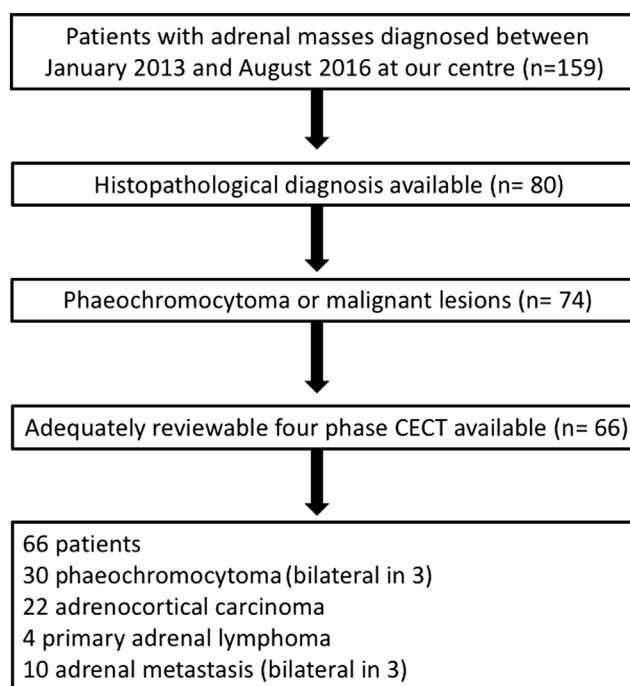 Patients with adrenal masses diagnosed between
January 2013 and August 2016 at our centre (n=159)
Histopathological diagnosis available (n= 80)
Phaeochromocytoma or malignant lesions (n= 74)
Adequately reviewable four phase CECT available (n= 66)
66 patients
30 phaeochromocytoma (bilateral in 3)
22 adrenocortical carcinoma
4 primary adrenal lymphoma
10 adrenal metastasis (bilateral in 3)